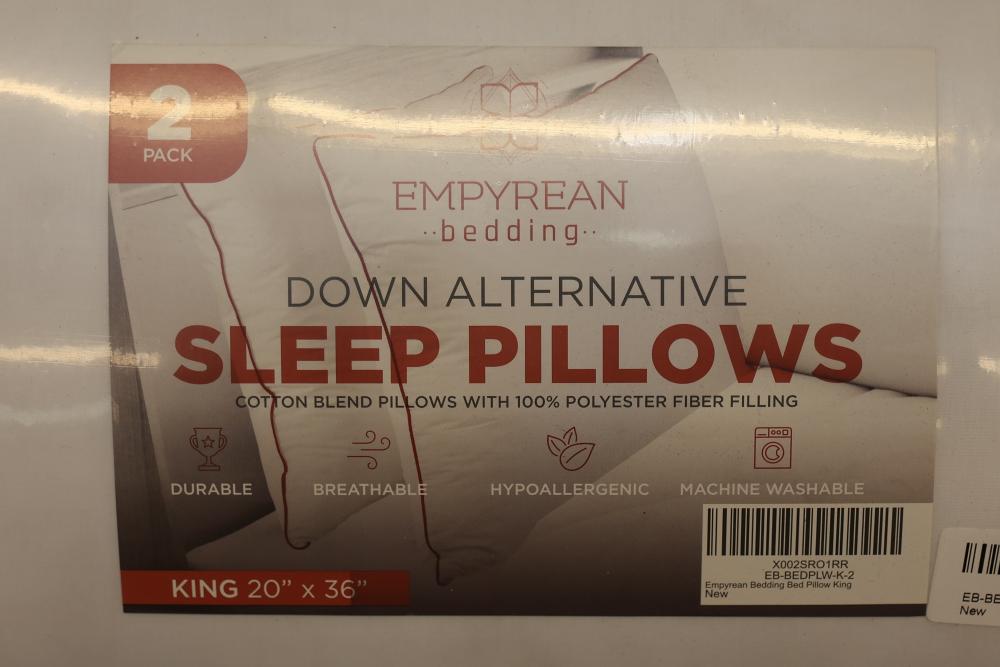 2
PACK
EMPYREAN
··bedding··
DOWN ALTERNATIVE
SLEEP PILLOWS
COTTON BLEND PILLOWS WITH 100% POLYESTER FIBER FILLING
DURABLE
BREATHABLE
HYPOALLERGENIC
MACHINE WASHABLE
KING 20” x 36”
X002SRO1RR
EB-BEDPLW-K-2
Empyrean Bedding Bed Pillow King
New
EB-BE
New